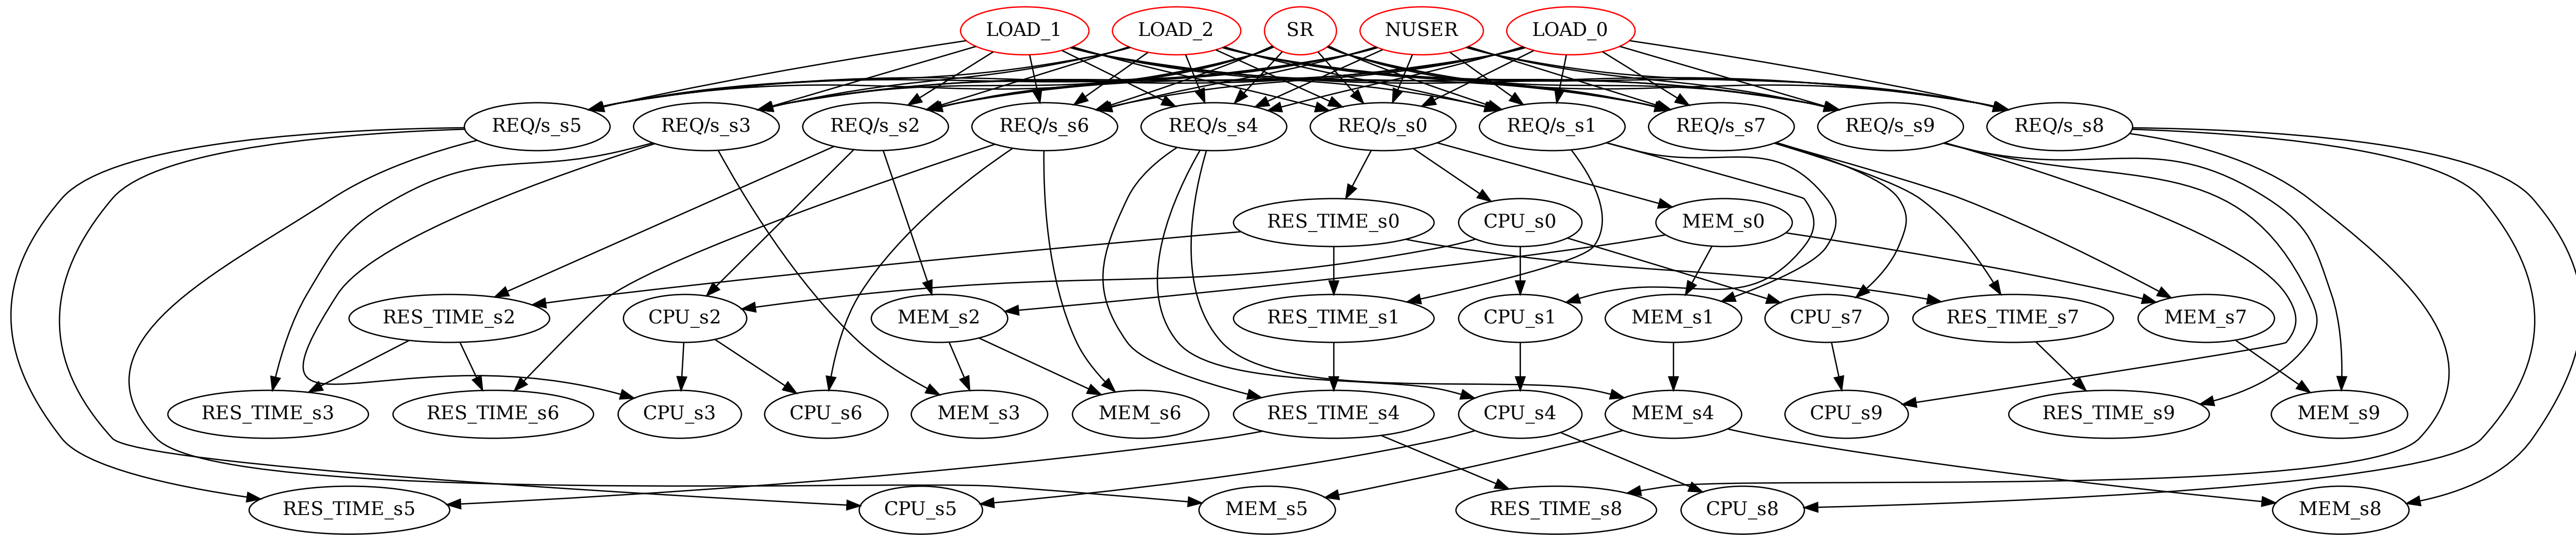 LOAD_1 LOAD_2 SR NUSER LOAD_0
REQ/s_s5 REQ/s_s3 REQ/s_s2 REQ/s_s6 REQ/s_s4 REQ/s_s0 REQ/s_s1 REQ/s_s7 REQ/s_s9 REQ/s_s8
RES_TIME_s0 CPU_s0 MEM_s0
RES_TIME_s2 CPU_s2 MEM_s2 RES_TIME_s1 CPU_s1 MEM_s1 CPU_s7 RES_TIME_s7 MEM_s7
RES_TIME_s3 RES_TIME_s6 CPU_s3 CPU_s6 MEM_s3 MEM_s6 RES_TIME_s4 CPU_s4 MEM_s4 CPU_s9 RES_TIME_s9 MEM_s9
RES_TIME_s5 CPU_s5 MEM_s5 RES_TIME_s8 CPU_s8 MEM_s8